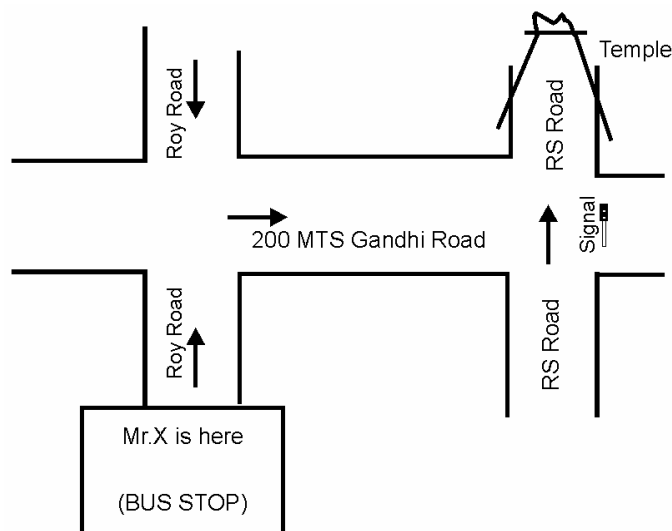 Temple
Roy Road
RS Road
200 MTS Gandhi Road
Signal
Roy Road
RS Road
Mr.X is here
(BUS STOP)